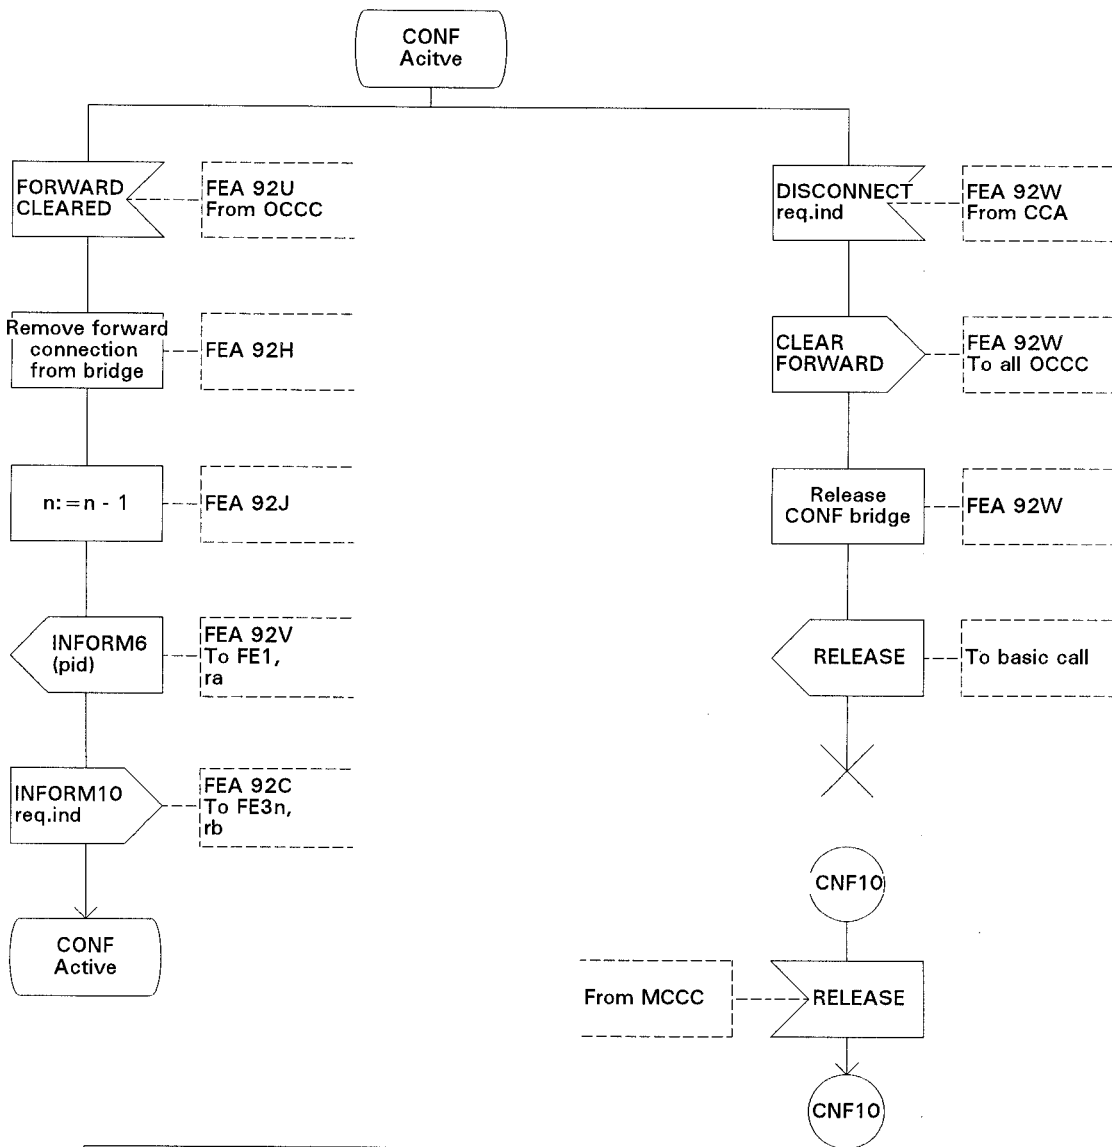 CONF
Acitve
FORWARD
CLEARED
FEA 92U
From OCCC
Remove forward
connection
from bridge
FEA 92H
n:=n - 1
FEA 92J
INFORM6
(pid)
FEA 92V
To FE1,
ra
INFORM10
req.ind
FEA 92C
To FE3n,
rb
CONF
Active
DISCONNECT
req.ind
FEA 92W
From CCA
CLEAR
FORWARD
FEA 92W
To all OCCC
Release
CONF bridge
FEA 92W
RELEASE
To basic call
CNF10
From MCCC
RELEASE
CNF10